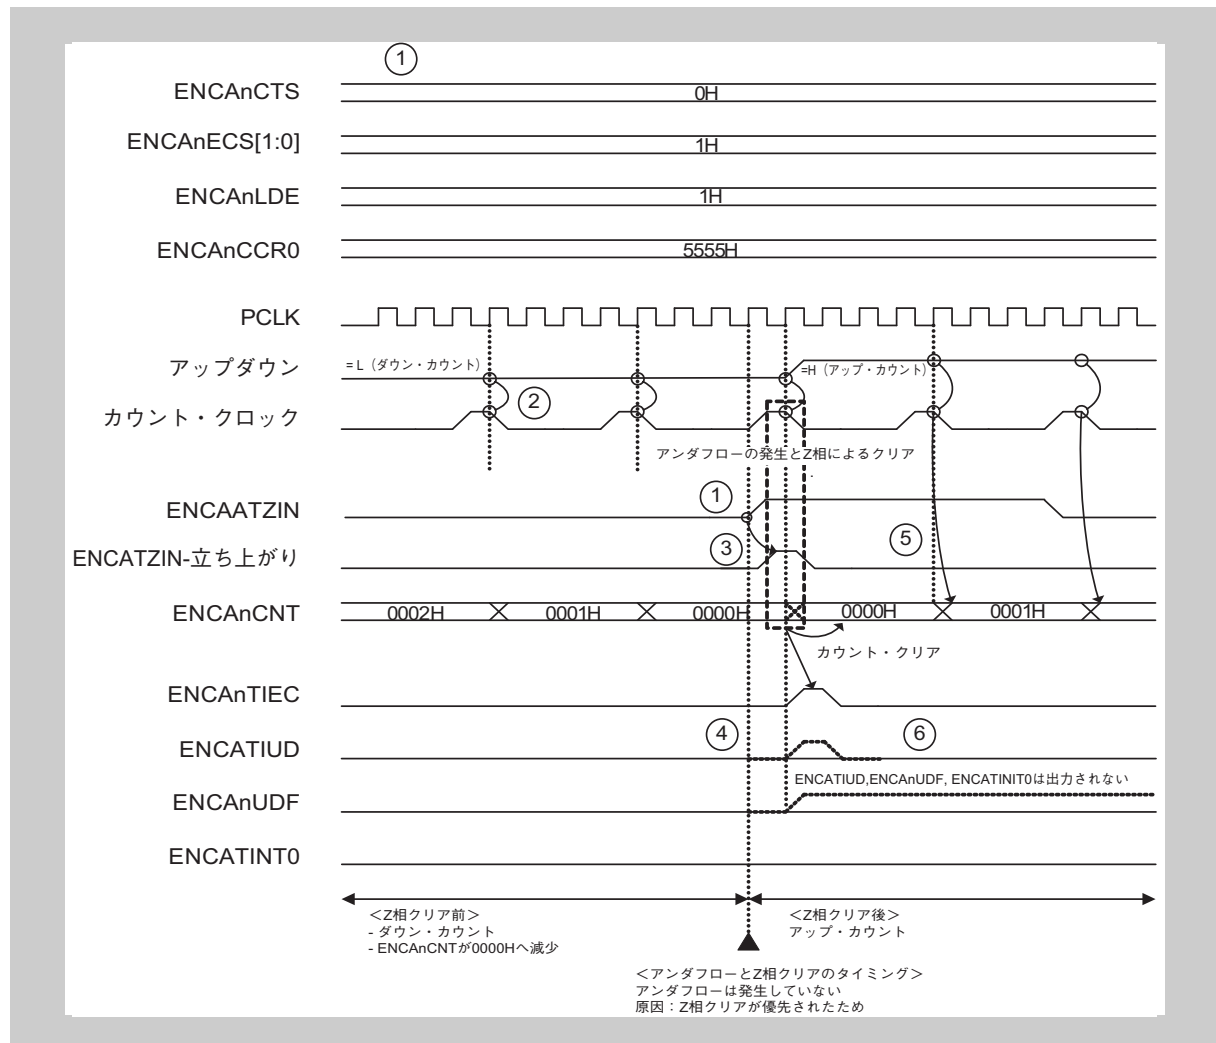 ①
ENCAnCTS 0H
ENCAnECS[1:0] 1H
ENCAnLDE 1H
ENCAnCCR0 5555H
PCLK
アップダウン =L（ダウン・カウント） =H（アップ・カウント）
カウント・クロック ②
アンダフローの発生とZ相によるクリア
ENCAATZIN ①
ENCATZIN-立ち上がり ③ ⑤
ENCAnCNT 0002H 0001H 0000H 0000H 0001H
カウント・クリア
ENCAnTIEC
ENCATIUD ④ ⑥
ENCATIUD,ENCAnUDF, ENCATINIT0は出力されない
ENCAnUDF
ENCATINT0
＜Z相クリア前＞ ＜Z相クリア後＞
- ダウン・カウント アップ・カウント
- ENCAnCNTが0000Hへ減少
＜アンダフローとZ相クリアのタイミング＞
アンダフローは発生していない
原因：Z相クリアが優先されたため